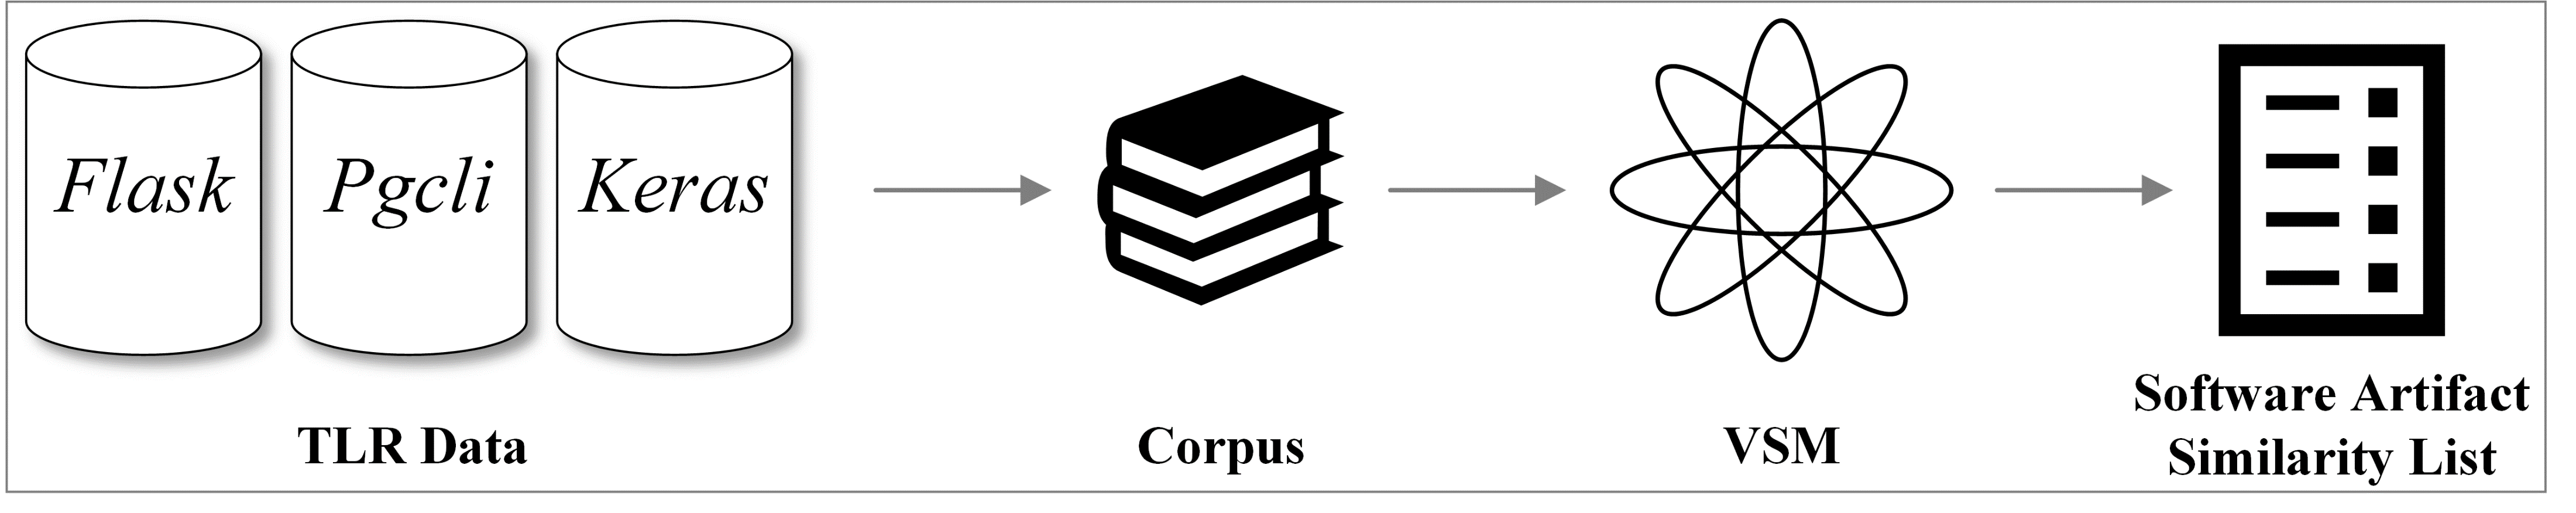 Flask
Pgcli
Keras
TLR Data
Corpus
VSM
Software Artifact
Similarity List